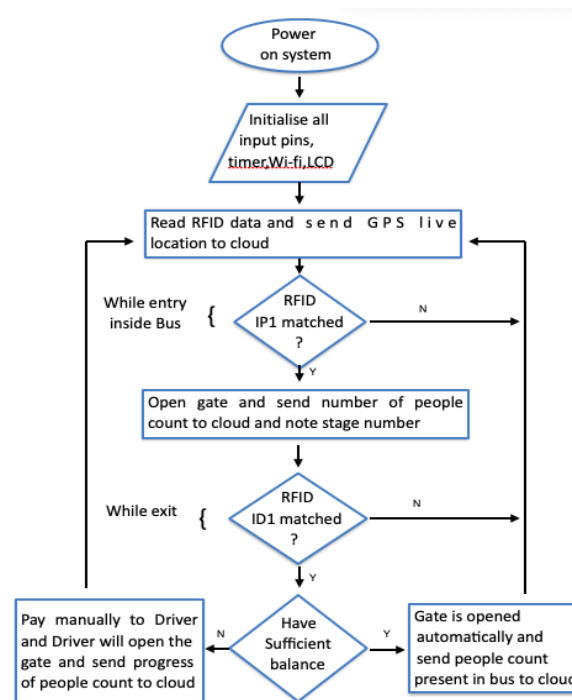 Power
on system
Initialise all
input pins,
timer,Wi-fi,LCD
Read RFID data and send GPS live
location to cloud
While entry
inside Bus
{
RFID
IP1 matched
?
N
Y
Open gate and send number of people
count to cloud and note stage number
While exit
{
RFID
ID1 matched
?
N
Y
Pay manually to Driver
and Driver will open the
gate and send progress
of people count to cloud
N
Have
Sufficient
balance
Y
Gate is opened
automatically and
send people count
present in bus to cloud